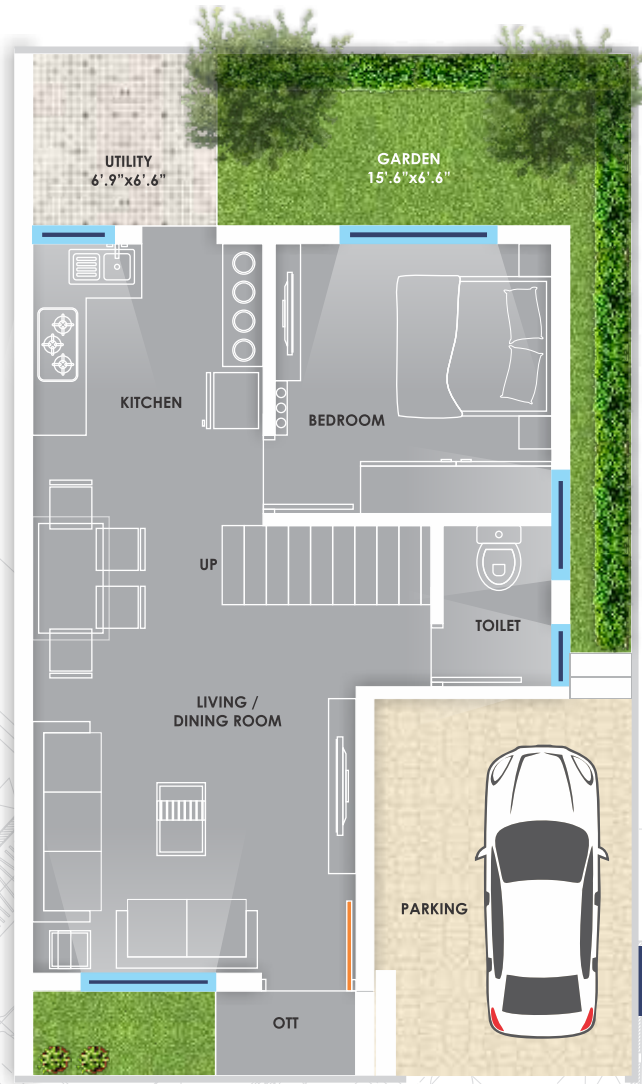 UTILITY
6'.9”x6'.6”
GARDEN
15'.6”x6'.6”
KITCHEN
BEDROOM
UP
TOILET
LIVING /
DINING ROOM
PARKING
OTT